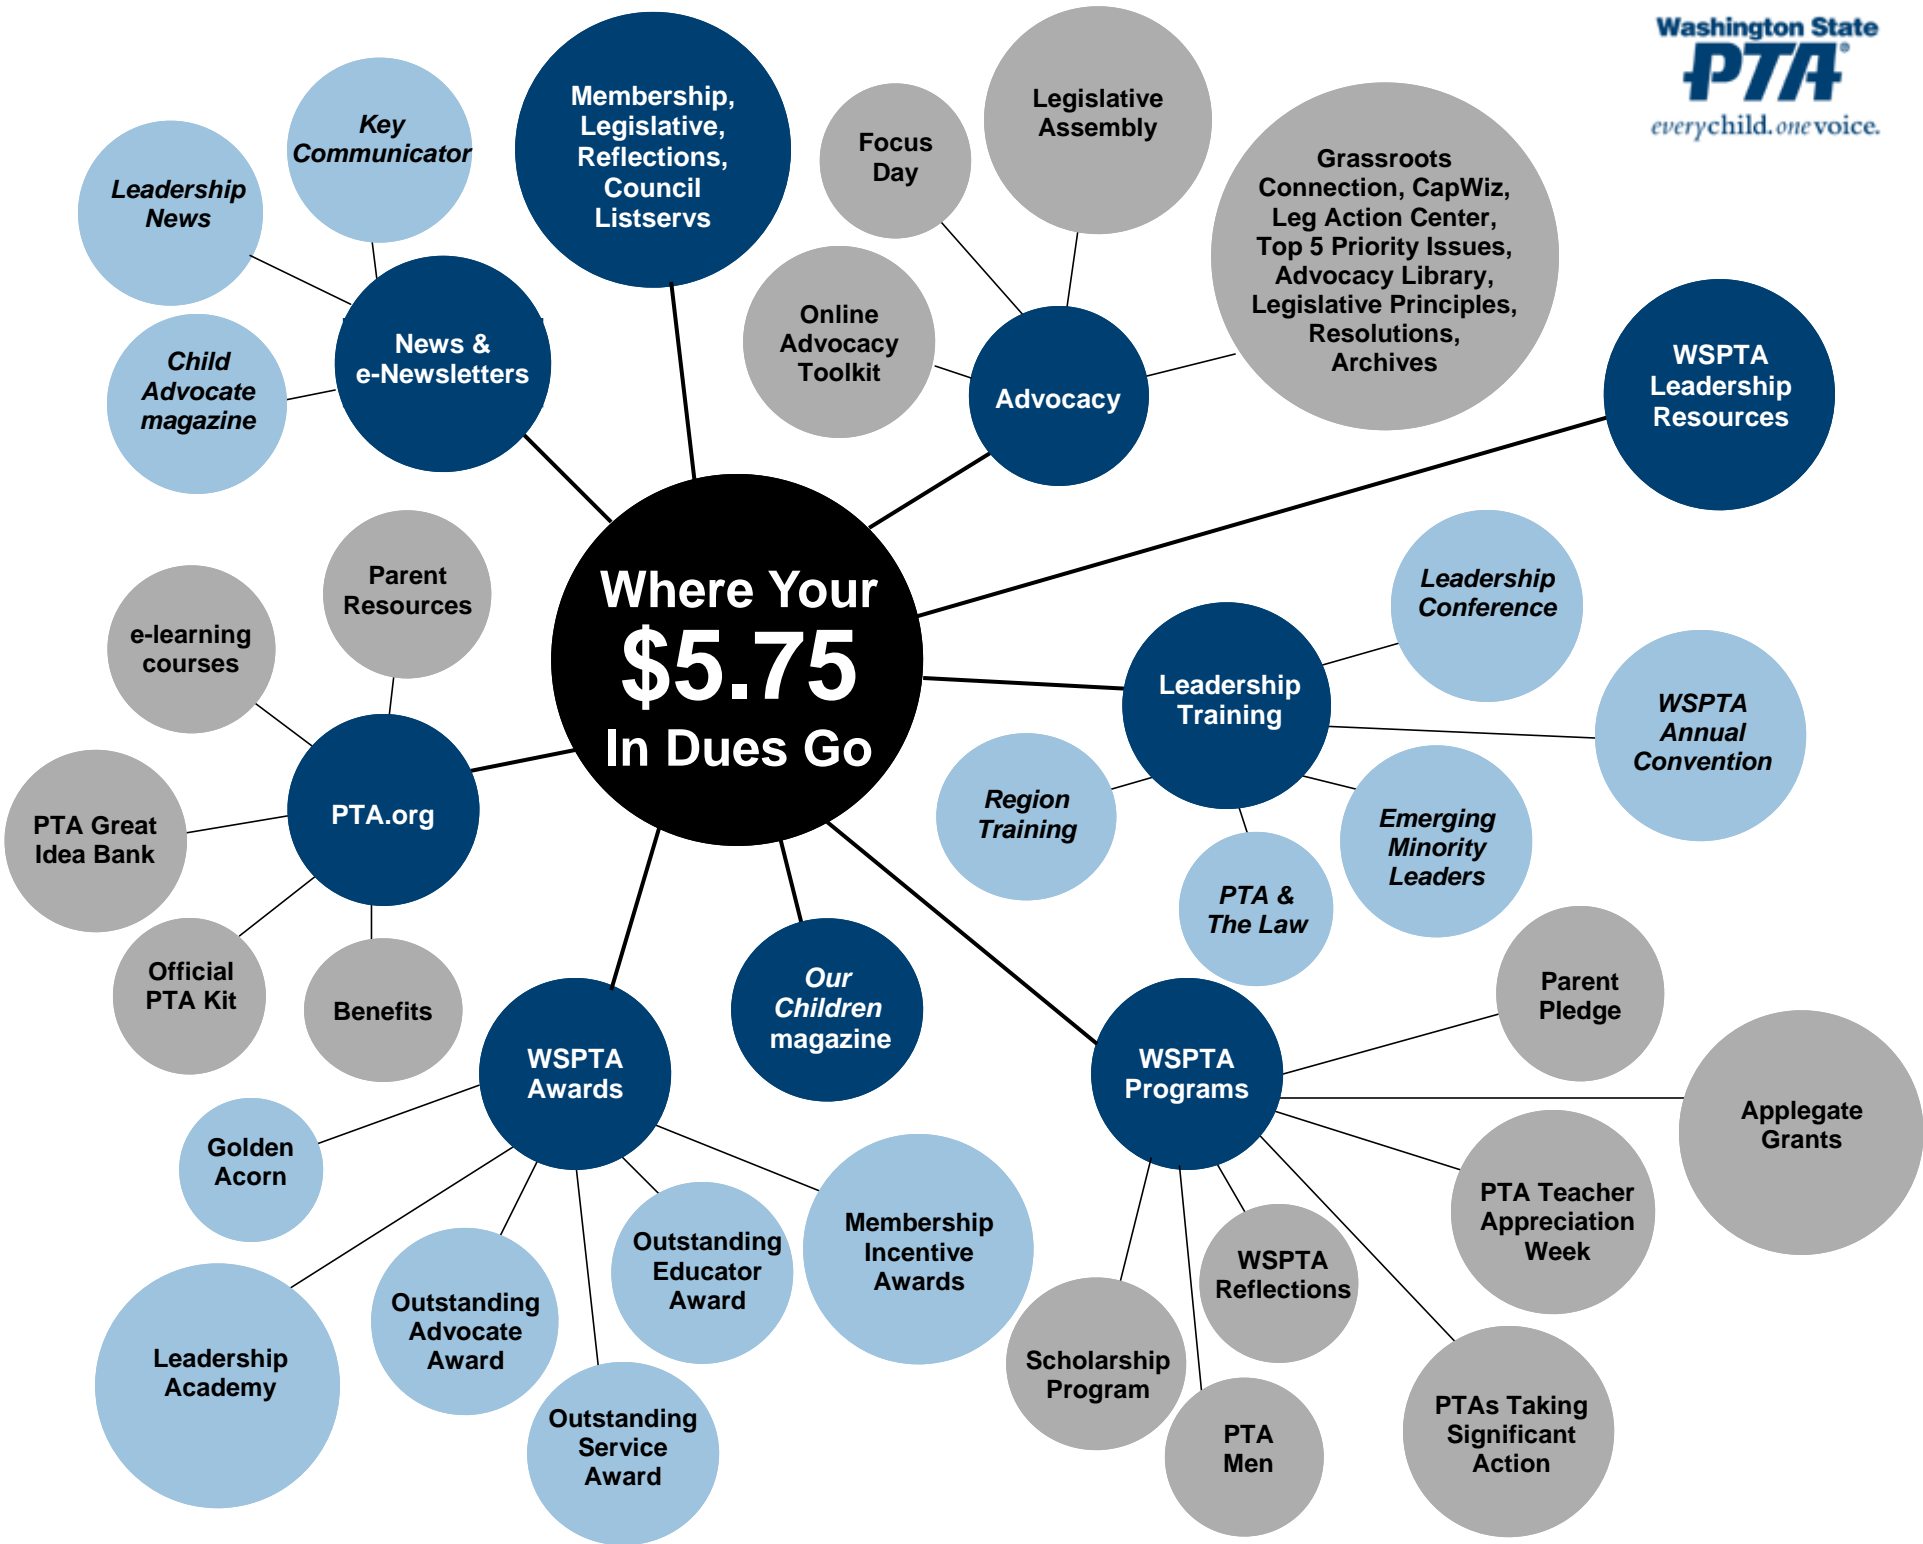 Washington State
PTA®
everychild. one voice.
Key
Communicator
Leadership
News
Child
Advocate
magazine
News &
e-Newsletters
Membership,
Legislative,
Reflections,
Council
Listservs
Focus
Day
Legislative
Assembly
Online
Advocacy
Toolkit
Grassroots
Connection, CapWiz,
Leg Action Center,
Top 5 Priority Issues,
Advocacy Library,
Legislative Principles,
Resolutions,
Archives
Advocacy
WSPTA
Leadership
Resources
Where Your
$5.75
In Dues Go
Parent
Resources
e-learning
courses
PTA Great
Idea Bank
PTA.org
Official
PTA Kit
Benefits
Leadership
Training
Leadership
Conference
WSPTA
Annual
Convention
Region
Training
PTA &
The Law
Emerging
Minority
Leaders
WSPTA
Awards
Golden
Acorn
Leadership
Academy
Outstanding
Advocate
Award
Outstanding
Service
Award
Outstanding
Educator
Award
Membership
Incentive
Awards
Our
Children
magazine
WSPTA
Programs
Parent
Pledge
Applegate
Grants
PTA Teacher
Appreciation
Week
WSPTA
Reflections
Scholarship
Program
PTA
Men
PTAs Taking
Significant
Action